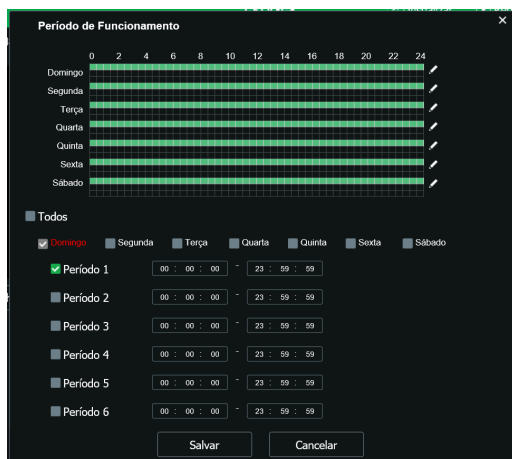 Período de Funcionamento
×
0 2 4 6 8 10 12 14 16 18 20 22 24
Domingo
Segunda
Terça
Quarta
Quinta
Sexta
Sábado
Todos
Domingo Segunda Terça Quarta Quinta Sexta Sábado
Período 1 00 : 00 : 00 - 23 : 59 : 59
Período 2 00 : 00 : 00 - 23 : 59 : 59
Período 3 00 : 00 : 00 - 23 : 59 : 59
Período 4 00 : 00 : 00 - 23 : 59 : 59
Período 5 00 : 00 : 00 - 23 : 59 : 59
Período 6 00 : 00 : 00 - 23 : 59 : 59
Salvar Cancelar